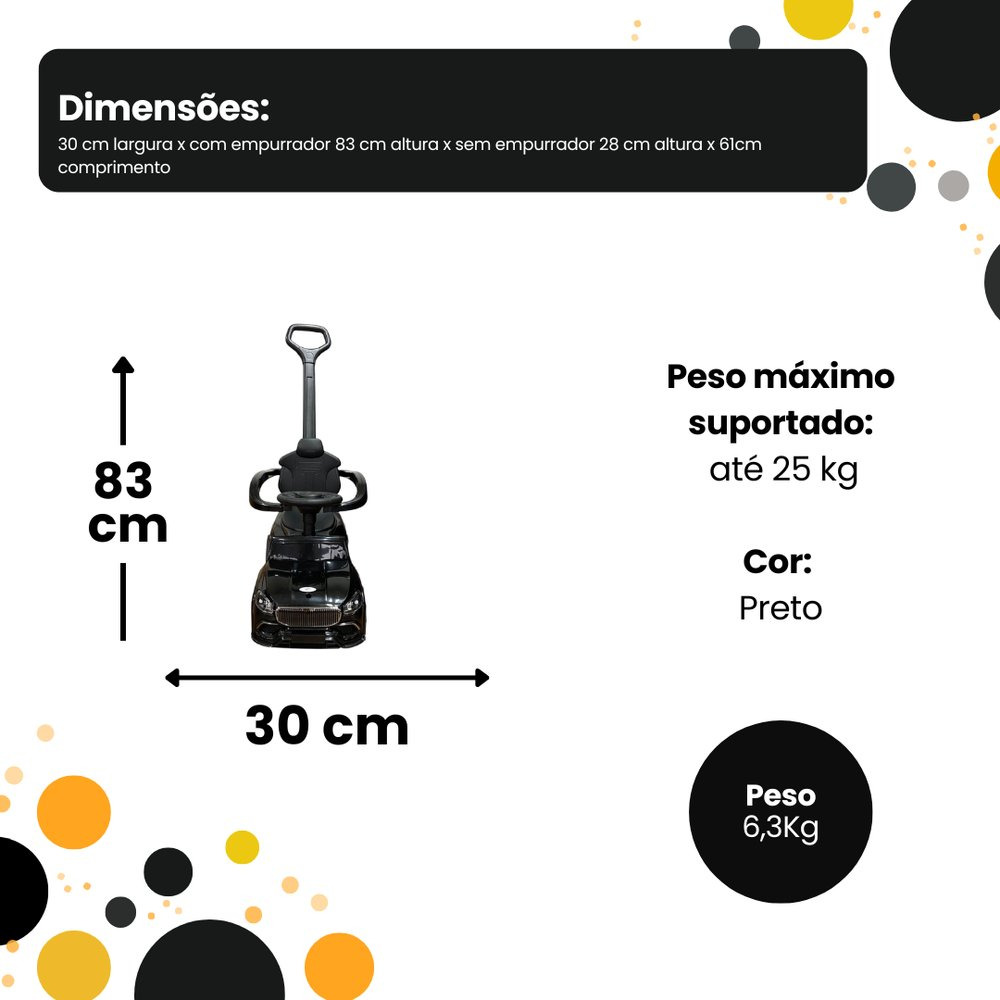 Dimensões:
30 cm largura x com empurrador 83 cm altura x sem empurrador 28 cm altura x 61cm
comprimento
83
cm
30 cm
Peso máximo
suportado:
até 25 kg
Cor:
Preto
Peso
6,3Kg